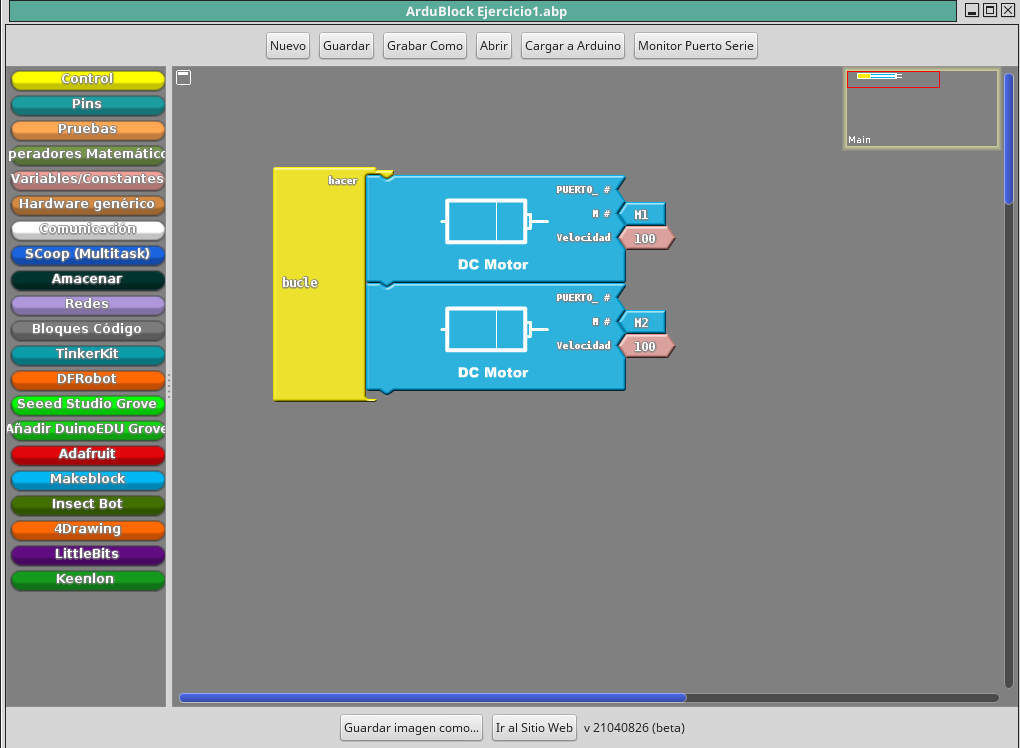 ArduBlock Ejercicio1.abp
Nuevo Guardar Grabar Como Abrir Cargar a Arduino Monitor Puerto Serie
Control
Pins
Pruebas
peradores Matemátic
Variables/Constantes
Hardware genérico
Comunicación
SCoop (Multitask)
Amacenar
Redes
Bloques Código
TinkerKit
DFRobot
Seeed Studio Grove
Añadir DuinoEDU Grove
Adafruit
Makeblock
Insect Bot
4Drawing
LittleBits
Keenlon
Main
bucle
hacer
PUERTO_ #
M # M1
Velocidad 100
DC Motor
PUERTO_ #
M # M2
Velocidad 100
DC Motor
Guardar imagen como... Ir al Sitio Web v 21040826 (beta)